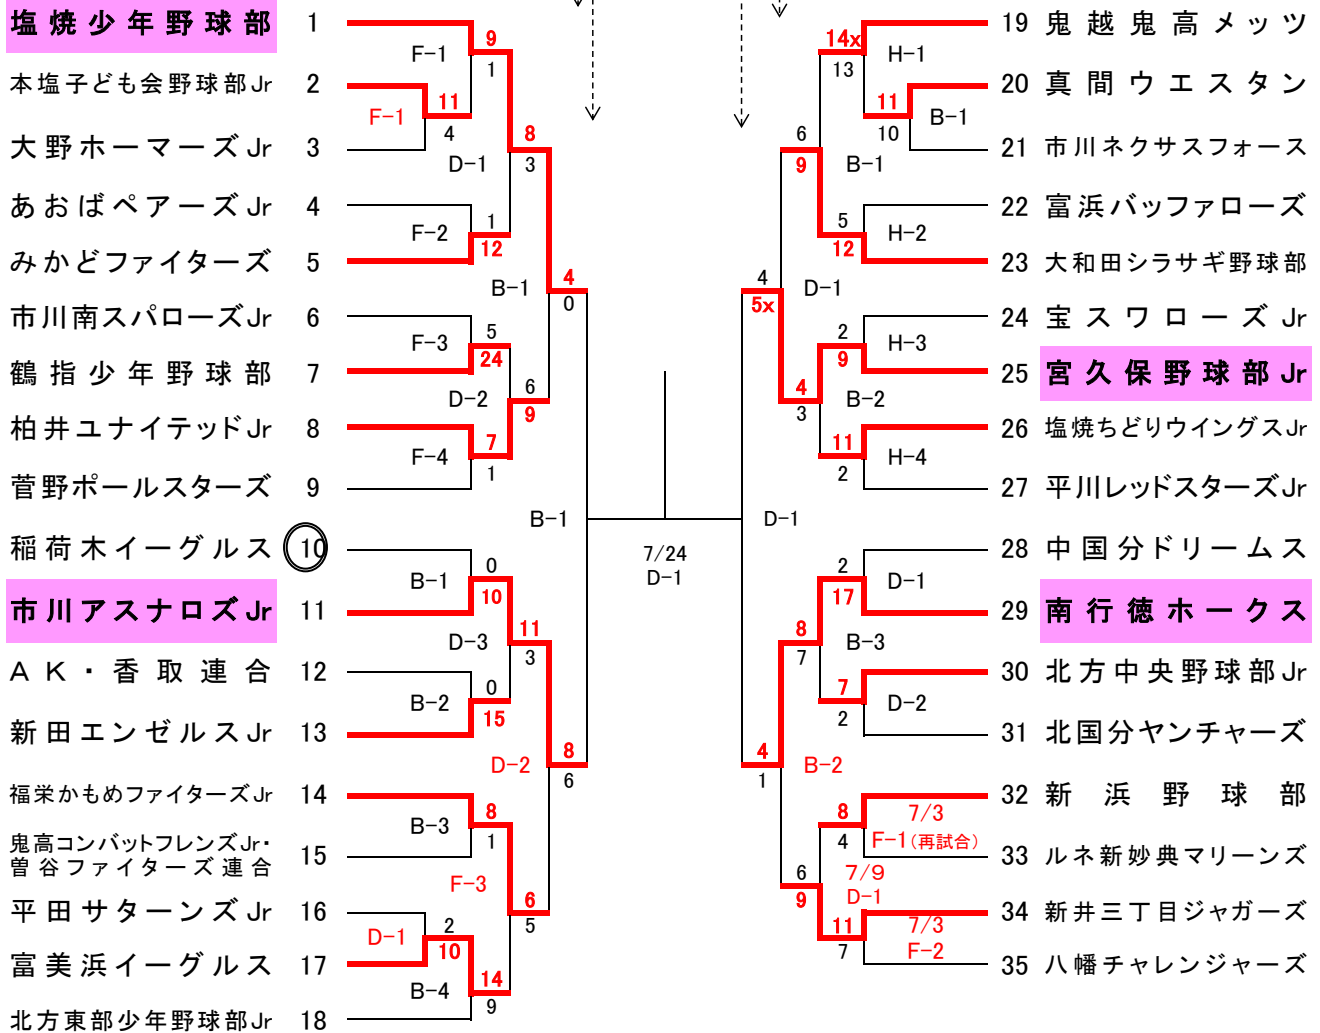 塩焼少年野球部 1
本塩子ども会野球部Jr 2
大野ホーマーズJr 3
あおばペアーズJr 4
みかどファイターズ 5
市川南スパローズJr 6
鶴指少年野球部 7
柏井ユナイテッドJr 8
菅野ポールスターズ 9
稲荷木イーグルス 10
市川アスナロズJr 11
AK・香取連合 12
新田エンゼルスJr 13
福栄かもめファイターズJr 14
鬼高コンバットフレンズJr・
曽谷ファイターズ連合 15
平田サターンズJr 16
富美浜イーグルス 17
北方東部少年野球部Jr 18
F-1
9
1
F-1
11
4
D-1
8
3
F-2
1
12
B-1
4
0
F-3
5
24
D-2
6
9
F-4
7
1
B-1
B-1
0
10
D-3
11
3
B-2
0
15
D-2
8
6
B-3
8
1
F-3
6
5
D-1
2
10
B-4
14
9
7/24
D-1
14x
13
H-1
11
10
B-1
6
9
B-1
5
12
H-2
4
5x
D-1
2
9
H-3
4
3
B-2
11
2
H-4
D-1
2
17
D-1
8
7
B-3
7
2
D-2
4
1
B-2
8
4
7/3
F-1(再試合)
6
9
7/9
D-1
11
7
7/3
F-2
19 鬼越鬼高メッツ
20 真間ウエスタン
21 市川ネクサスフォース
22 富浜バッファローズ
23 大和田シラサギ野球部
24 宝スワローズJr
25 宮久保野球部Jr
26 塩焼ちどりウイングスJr
27 平川レッドスターズJr
28 中国分ドリームス
29 南行徳ホークス
30 北方中央野球部Jr
31 北国分ヤンチャーズ
32 新浜野球部
33 ルネ新妙典マリーンズ
34 新井三丁目ジャガーズ
35 八幡チャレンジャーズ